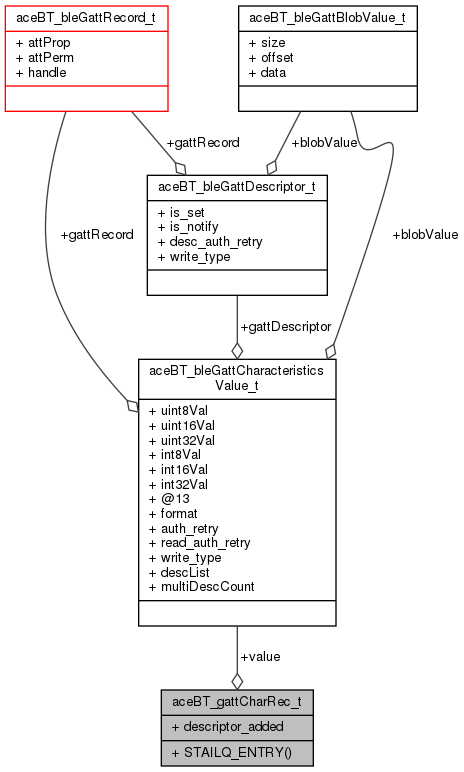 aceBT_bleGattRecord_t
+ attProp
+ attPerm
+ handle
aceBT_bleGattBlobValue_t
+ size
+ offset
+ data
+gattRecord
+blobValue
aceBT_bleGattDescriptor_t
+ is_set
+ is_notify
+ desc_auth_retry
+ write_type
+gattRecord
+blobValue
+gattDescriptor
aceBT_bleGattCharacteristics
Value_t
+ uint8Val
+ uint16Val
+ uint32Val
+ int8Val
+ int16Val
+ int32Val
+ @13
+ format
+ auth_retry
+ read_auth_retry
+ write_type
+ descList
+ multiDescCount
+value
aceBT_gattCharRec_t
+ descriptor_added
+ STAILQ_ENTRY()